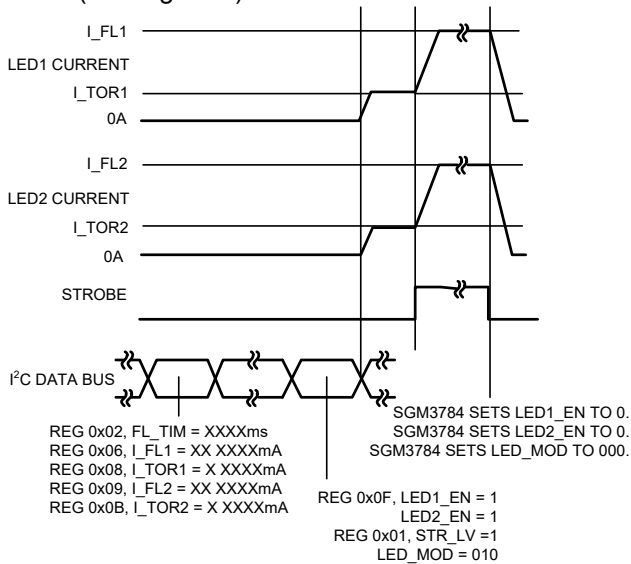 I_FL1
LED1 CURRENT
I_TOR1
0A
I_FL2
LED2 CURRENT
I_TOR2
0A
STROBE
I²C DATA BUS
SGM3784 SETS LED1_EN TO 0.
SGM3784 SETS LED2_EN TO 0.
SGM3784 SETS LED_MOD TO 000.
REG 0x02, FL_TIM = XXXXms
REG 0x06, I_FL1 = XX XXXXmA
REG 0x08, I_TOR1 = X XXXXmA
REG 0x09, I_FL2 = XX XXXXmA
REG 0x0B, I_TOR2 = X XXXXmA
REG 0x0F, LED1_EN = 1
LED2_EN = 1
REG 0x01, STR_LV =1
LED_MOD = 010